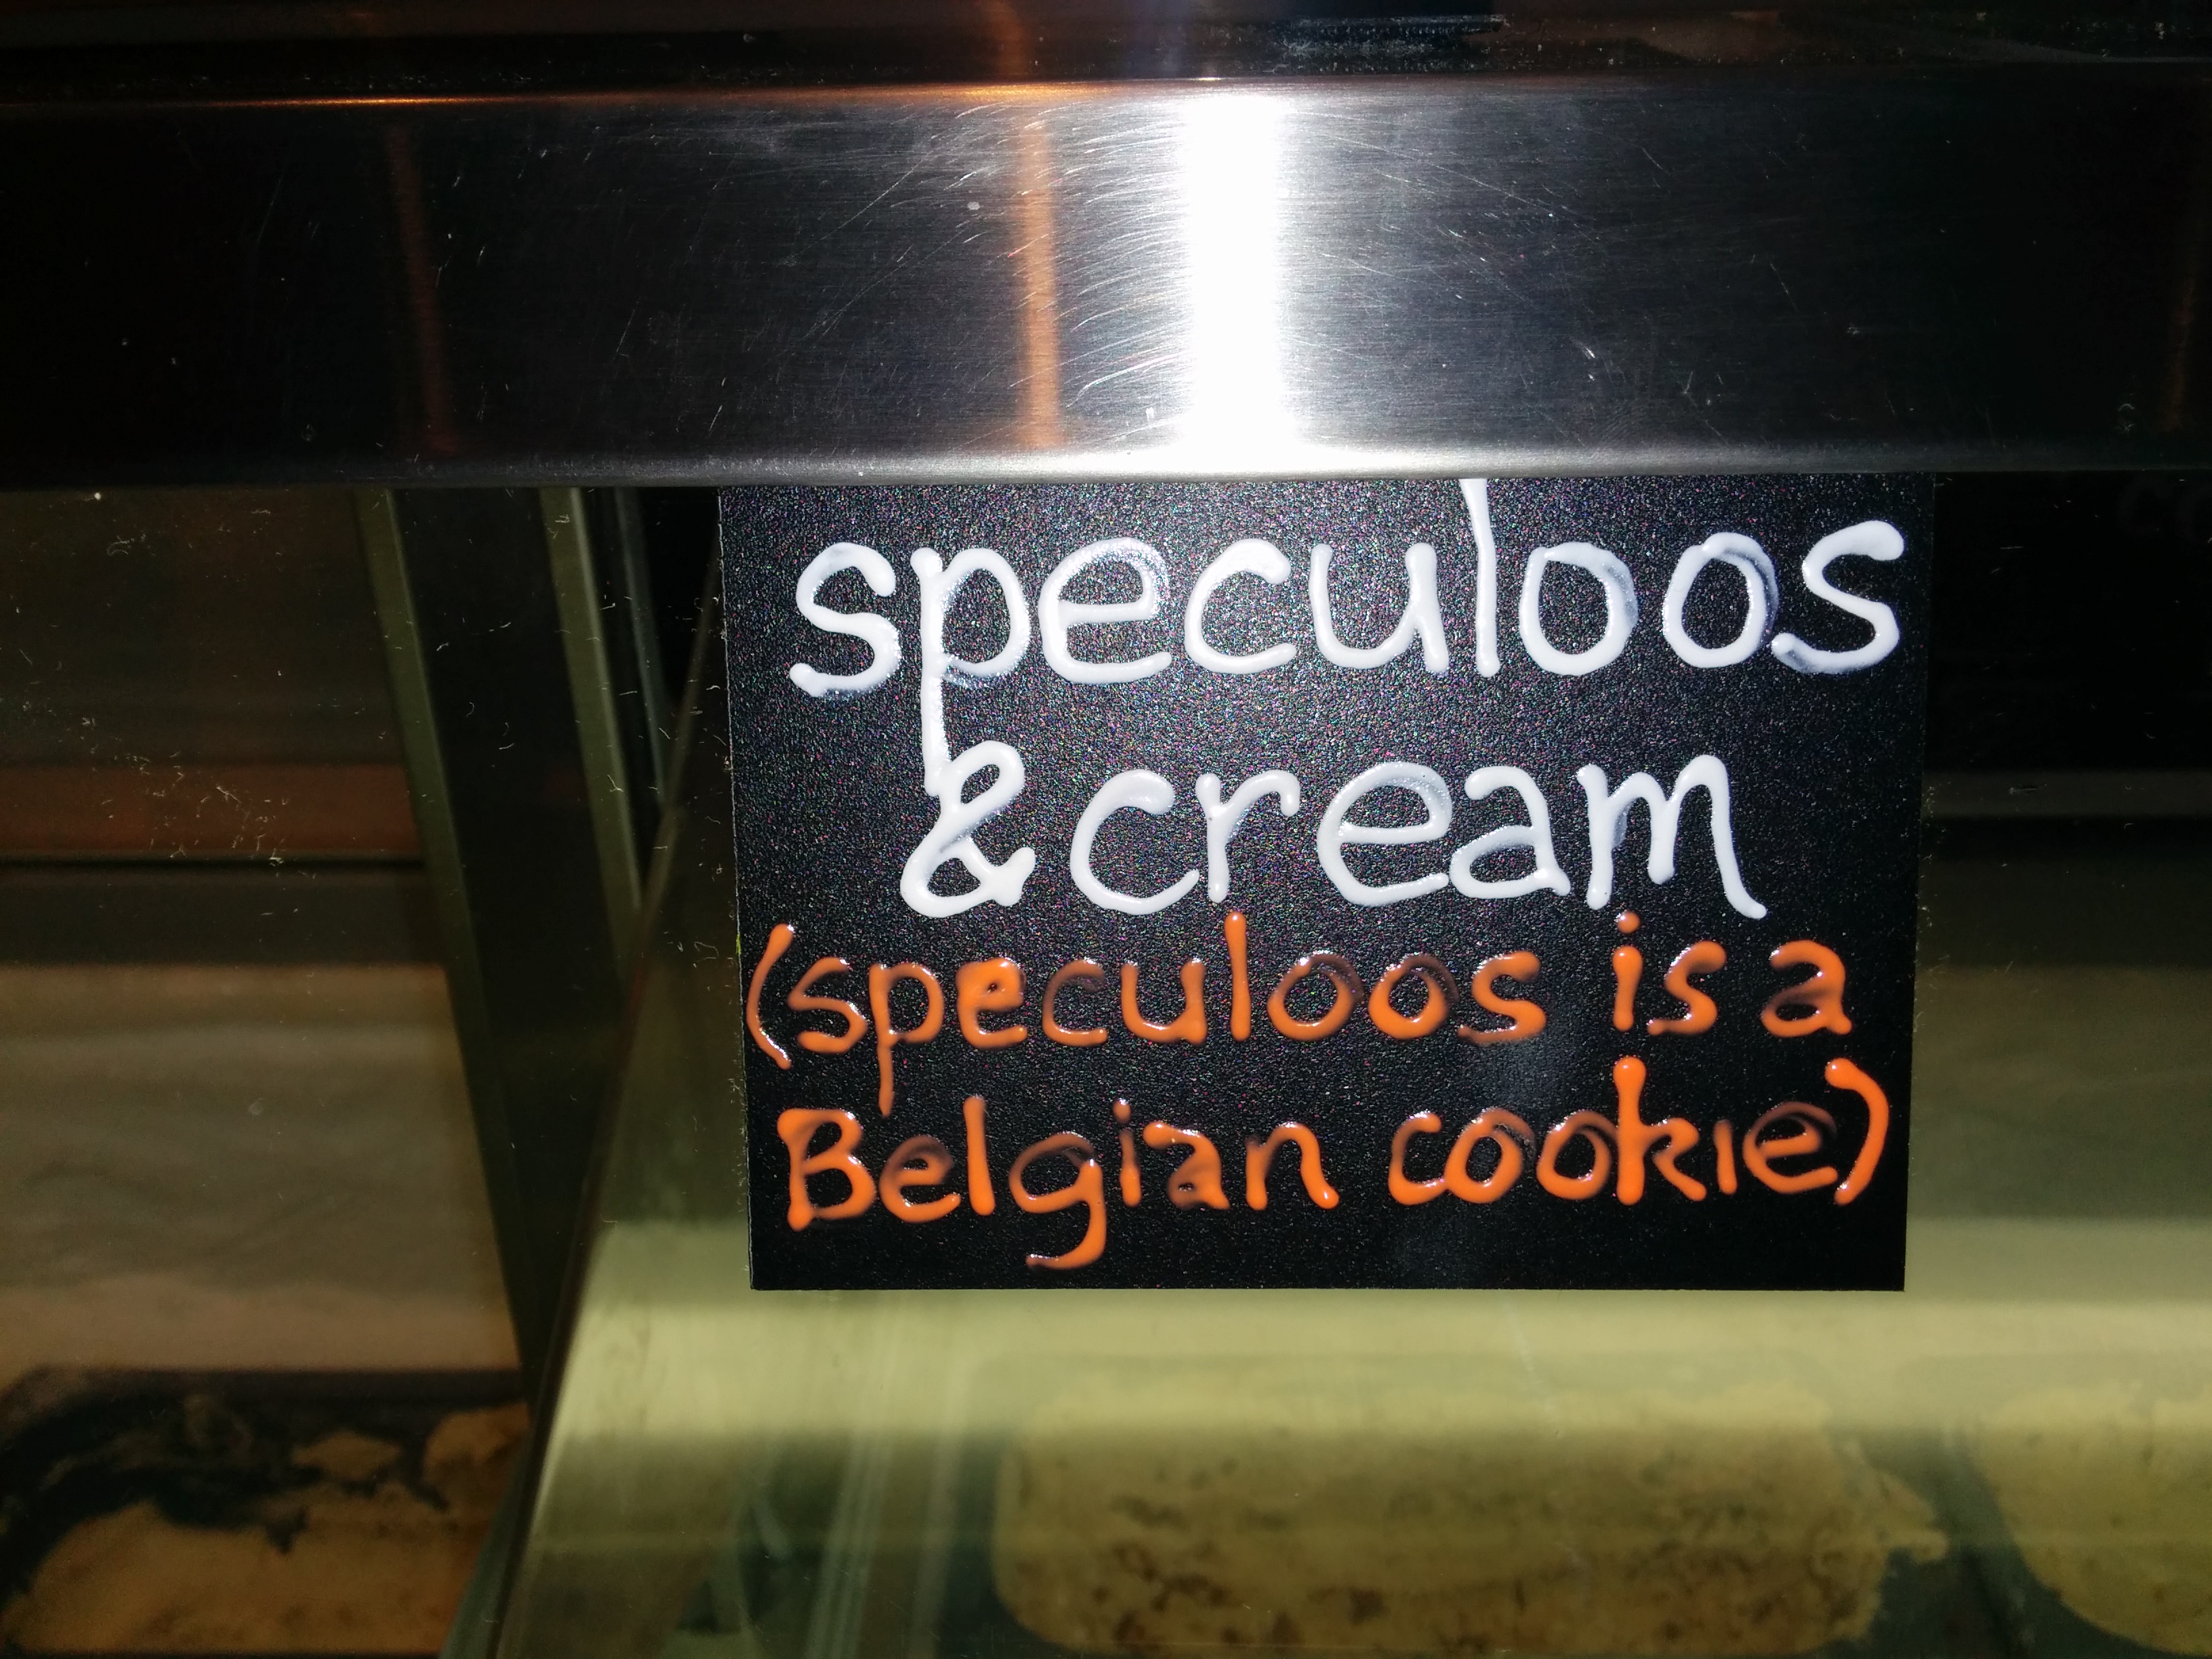 speculoos
& cream
(speculoos is a
Belgian cookie)